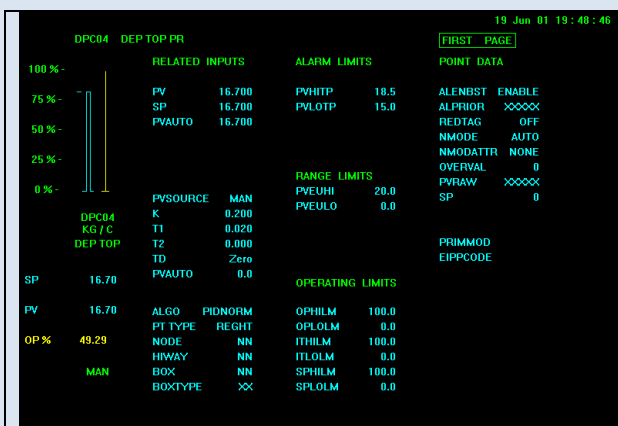 19 Jun 01 19:48:46
DPC04 DEP TOP PR FIRST PAGE
100 % - RELATED INPUTS ALARM LIMITS POINT DATA
75 % - PV 16.700 PVHITP 18.5 ALENBST ENABLE
SP 16.700 PVLOTP 15.0 ALPRIOR XXXXX
PVAUTO 16.700 REDTAG OFF
50 % - NMODE AUTO
NMODATTR NONE
25 % - OVERVAL 0
RANGE LIMITS
0 % - PVEUHI 20.0 PVRAW XXXXX
PVSOURCE MAN PVEULO 0.0 SP 0
DPC04 K 0.200
KG / C T1 0.020
DEP TOP T2 0.000 PRIMMOD
TD Zero EIPPCODE
PVAUTO 0.0
SP 16.70 OPERATING LIMITS
PV 16.70 ALGO PIDNORM OPHILM 100.0
PT TYPE REGHT OPLOLM 0.0
OP % 49.29 NODE NN ITHILM 100.0
HIWAY NN ITLOLM 0.0
MAN BOX NN SPHILM 100.0
BOXTYPE XX SPLOLM 0.0